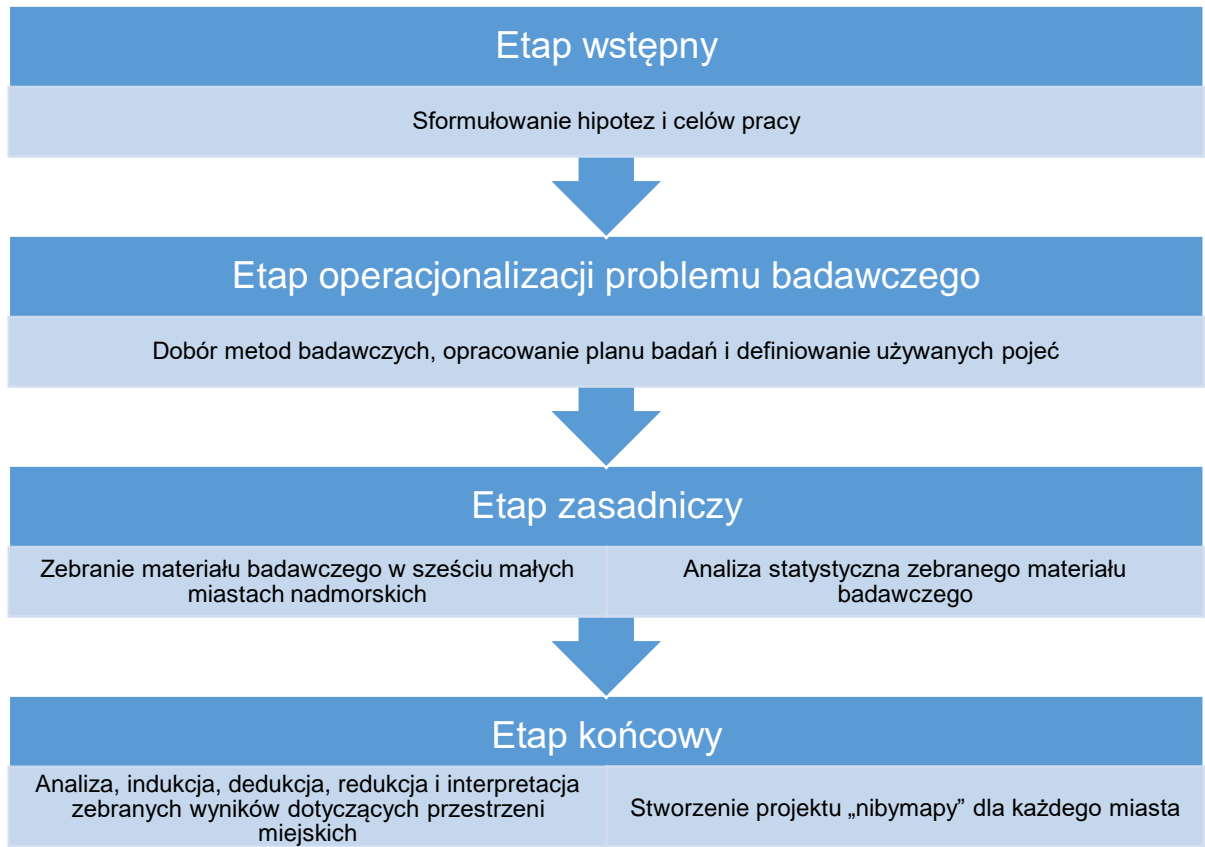 Etap wstępny
Sformułowanie hipotez i celów pracy
Etap operacjonalizacji problemu badawczego
Dobór metod badawczych, opracowanie planu badań i definiowanie używanych pojeć
Etap zasadniczy
Zebranie materiału badawczego w sześciu małych
miastach nadmorskich
Analiza statystyczna zebranego materiału
badawczego
Etap końcowy
Analiza, indukcja, dedukcja, redukcja i interpretacja
zebranych wyników dotyczących przestrzeni
miejskich
Stworzenie projektu „nibymapy” dla każdego miasta